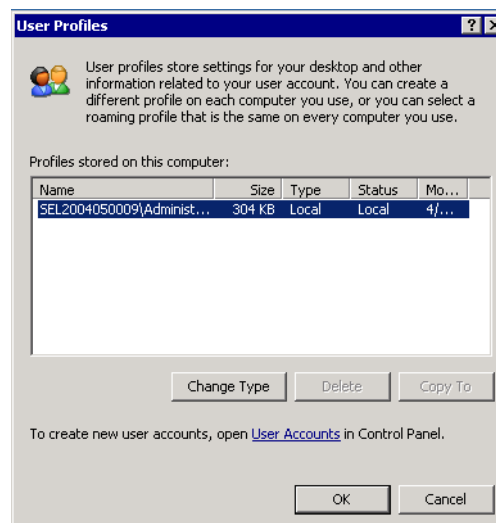 User Profiles
User profiles store settings for your desktop and other
information related to your user account. You can create a
different profile on each computer you use, or you can select a
roaming profile that is the same on every computer you use.
Profiles stored on this computer:
Name Size Type Status Mo...
SEL2004050009\Administ... 304 KB Local Local 4/...
Change Type Delete Copy To
To create new user accounts, open User Accounts in Control Panel.
OK Cancel